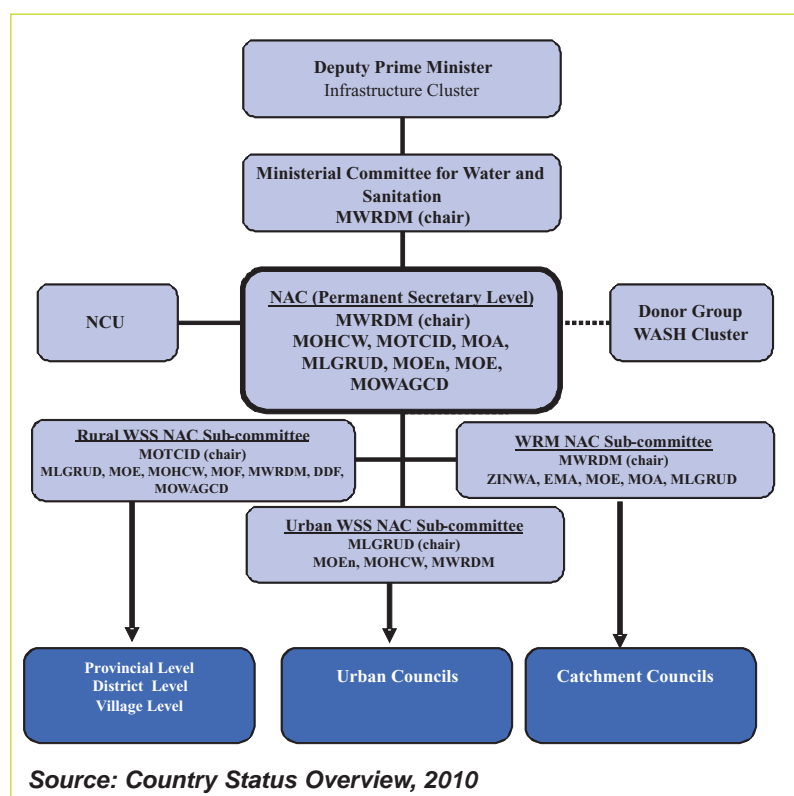 Deputy Prime Minister
Infrastructure Cluster
Ministerial Committee for Water and
Sanitation
MWRDM (chair)
NCU
NAC (Permanent Secretary Level)
MWRDM (chair)
MOHCW, MOTCID, MOA,
MLGRUD, MOEn, MOE,
MOWAGCD
Donor Group
WASH Cluster
Rural WSS NAC Sub-committee
MOTCID (chair)
MLGRUD, MOE, MOHCW, MOF, MWRDM, DDF,
MOWAGCD
WRM NAC Sub-committee
MWRDM (chair)
ZINWA, EMA, MOE, MOA, MLGRUD
Urban WSS NAC Sub-committee
MLGRUD (chair)
MOEn, MOHCW, MWRDM
Provincial Level
District Level
Village Level
Urban Councils
Catchment Councils
Source: Country Status Overview, 2010